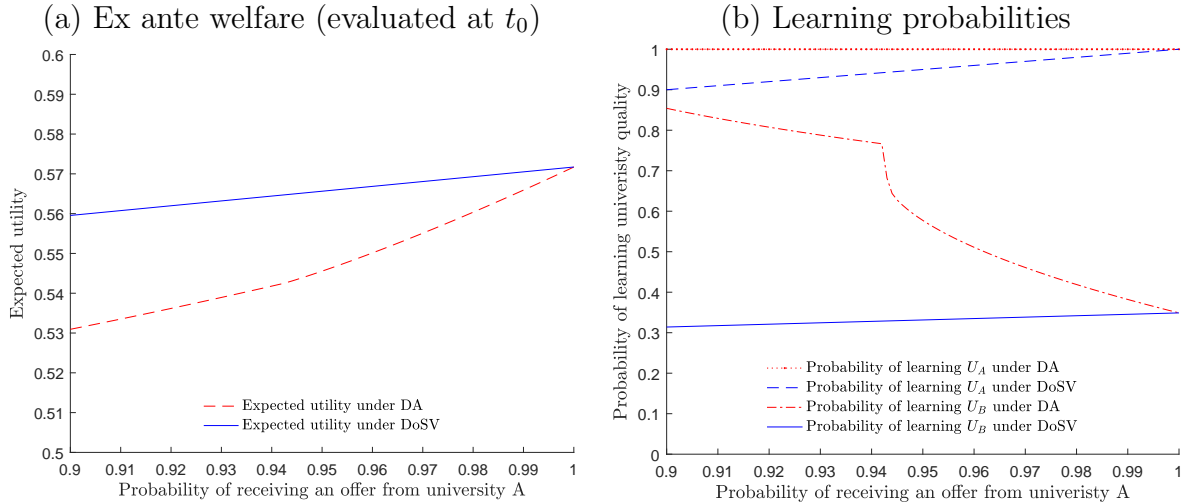 (a) Ex ante welfare (evaluated at t₀)
0.6
0.59
0.58
0.57
0.56
0.55
0.54
0.53
0.52
0.51
0.5
Expected utility
Expected utility under DA
Expected utility under DoSV
0.9 0.91 0.92 0.93 0.94 0.95 0.96 0.97 0.98 0.99 1
Probability of receiving an offer from university A
(b) Learning probabilities
1
0.9
0.8
0.7
0.6
0.5
0.4
0.3
0.2
0.1
0
Probability of learning univeristy quality
Probability of learning U_A under DA
Probability of learning U_A under DoSV
Probability of learning U_B under DA
Probability of learning U_B under DoSV
0.9 0.91 0.92 0.93 0.94 0.95 0.96 0.97 0.98 0.99 1
Probability of receiving an offer from university A